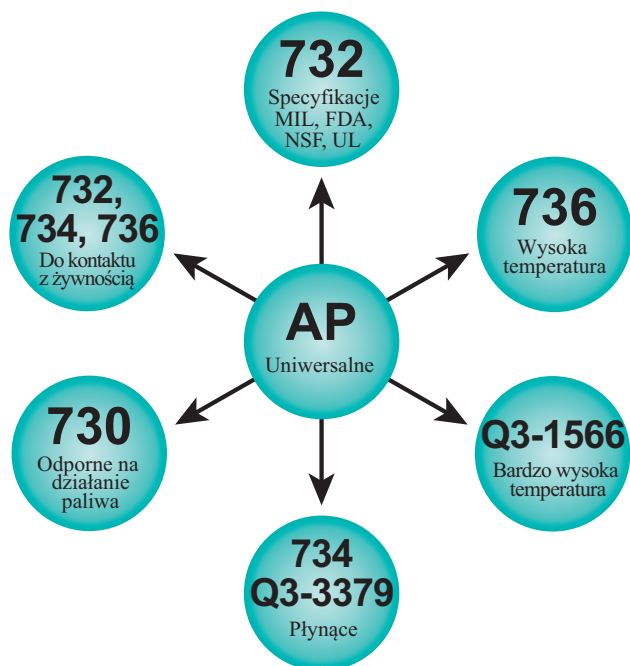 732
Specyfikacje
MIL, FDA,
NSF, UL
732,
734, 736
Do kontaktu
z żywnością
736
Wysoka
temperatura
AP
Uniwersalne
730
Odporne na
działanie
paliwa
Q3-1566
Bardzo wysoka
temperatura
734
Q3-3379
Płynące